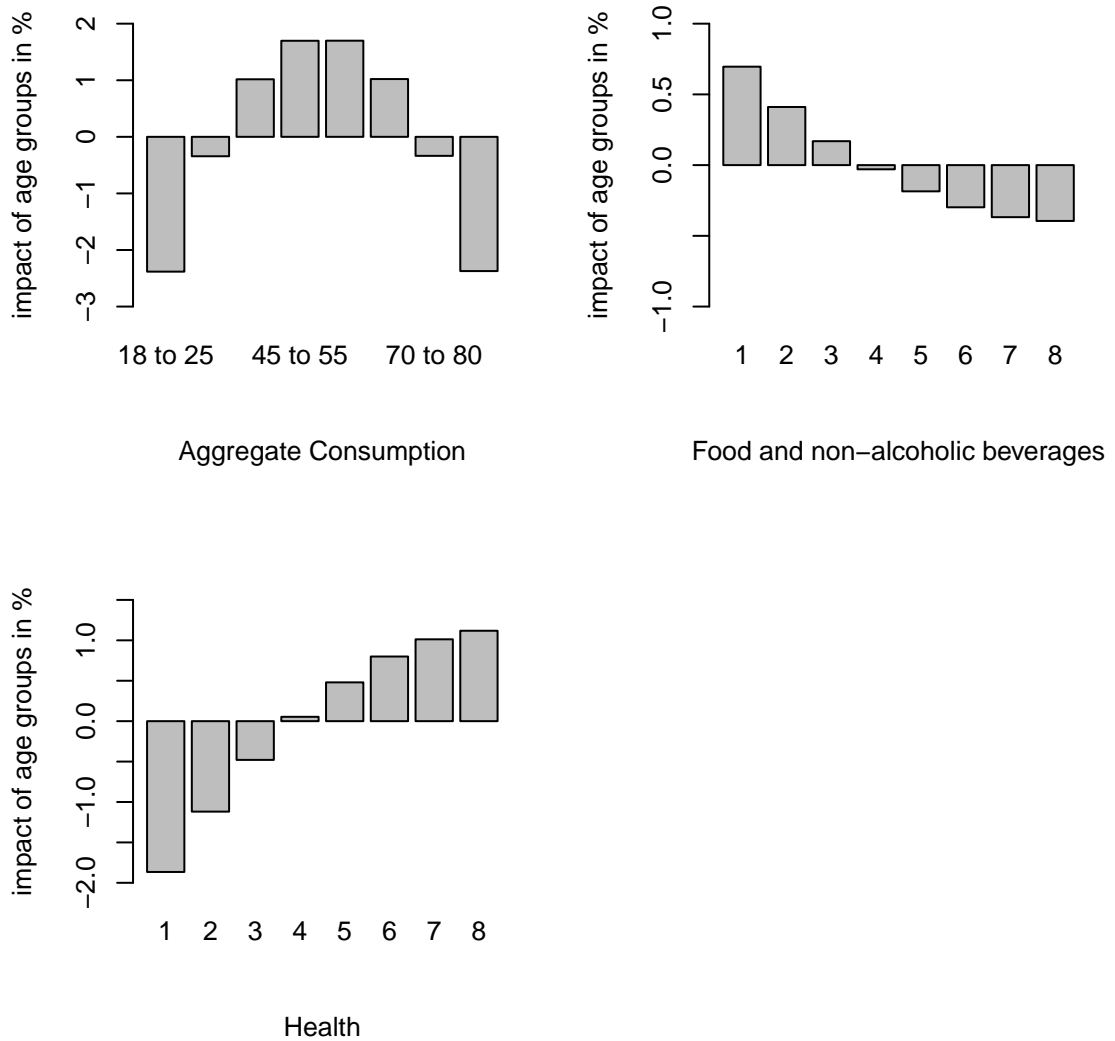 impact of age groups in %
2
1
0
−1
−2
−3
18 to 25 45 to 55 70 to 80
Aggregate Consumption
impact of age groups in %
1.0
0.5
0.0
−1.0
1 2 3 4 5 6 7 8
Food and non−alcoholic beverages
impact of age groups in %
1.0
0.0
−1.0
−2.0
1 2 3 4 5 6 7 8
Health